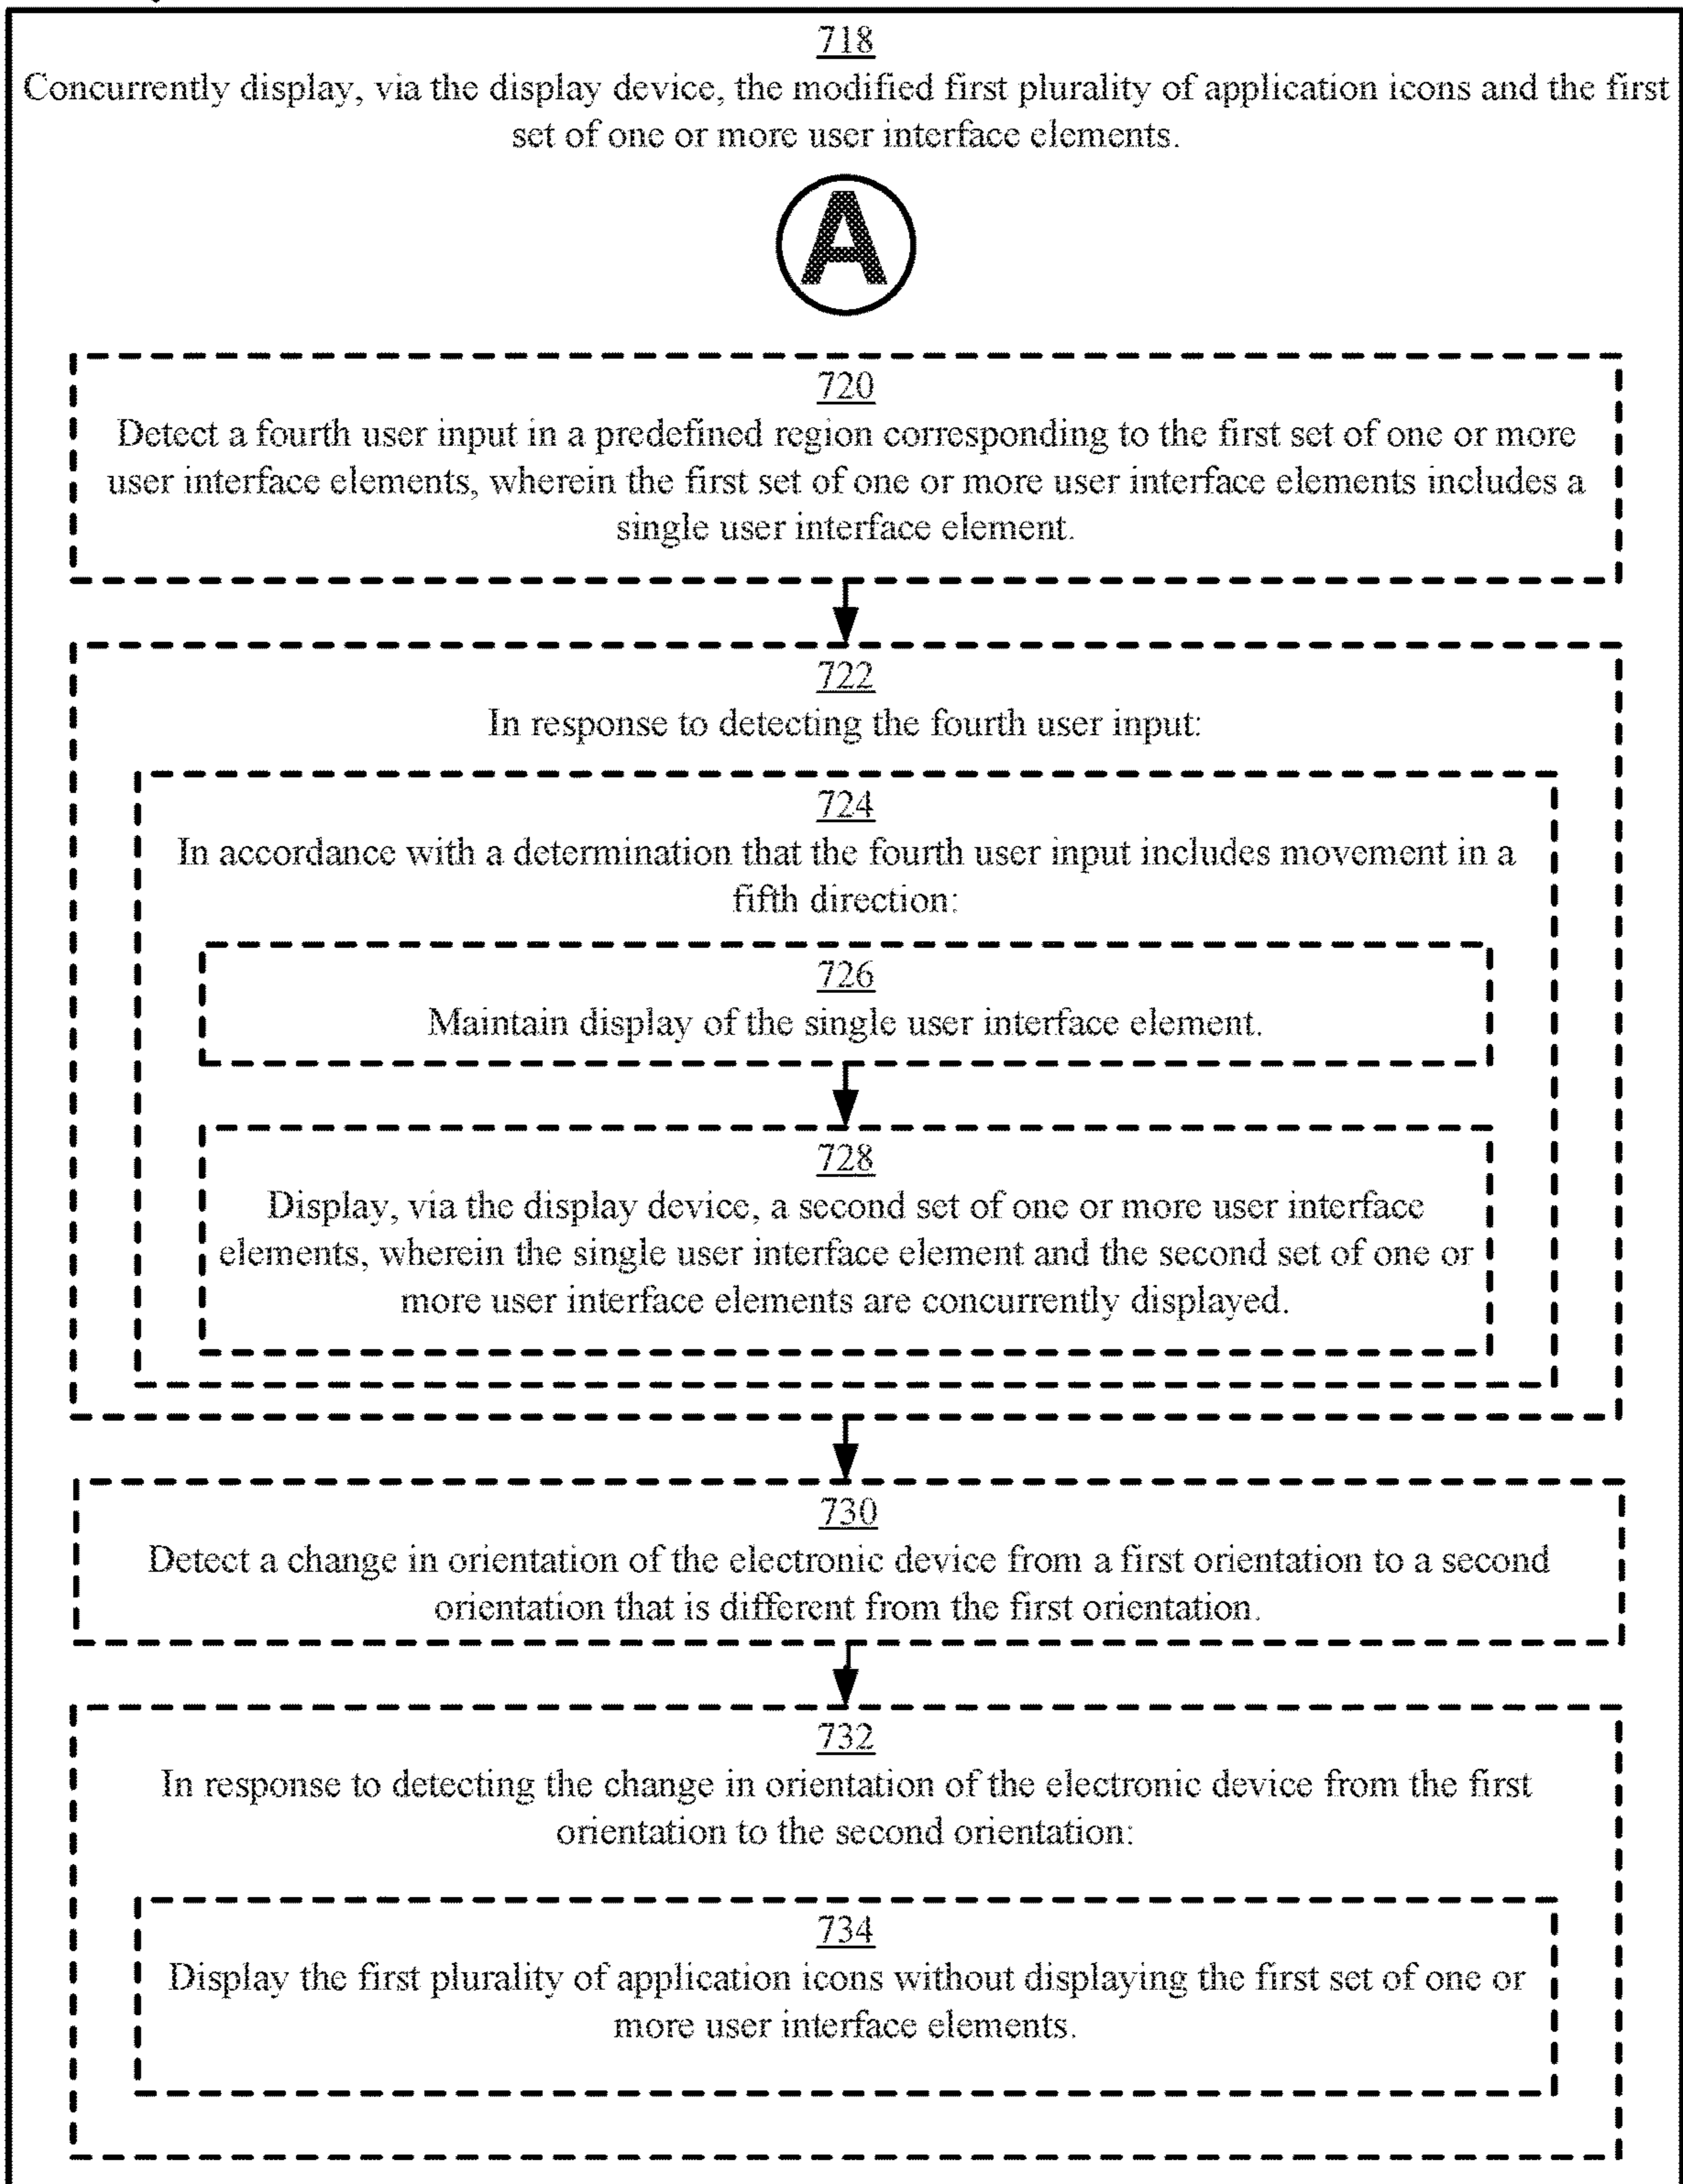 718
Concurrently display, via the display device, the modified first plurality of application icons and the first
set of one or more user interface elements.
A
720
Detect a fourth user input in a predefined region corresponding to the first set of one or more
user interface elements, wherein the first set of one or more user interface elements includes a
single user interface element.
722
In response to detecting the fourth user input:
724
In accordance with a determination that the fourth user input includes movement in a
fifth direction:
726
Maintain display of the single user interface element.
728
Display, via the display device, a second set of one or more user interface
elements, wherein the single user interface element and the second set of one or
more user interface elements are concurrently displayed.
730
Detect a change in orientation of the electronic device from a first orientation to a second
orientation that is different from the first orientation.
732
In response to detecting the change in orientation of the electronic device from the first
orientation to the second orientation:
734
Display the first plurality of application icons without displaying the first set of one or
more user interface elements.